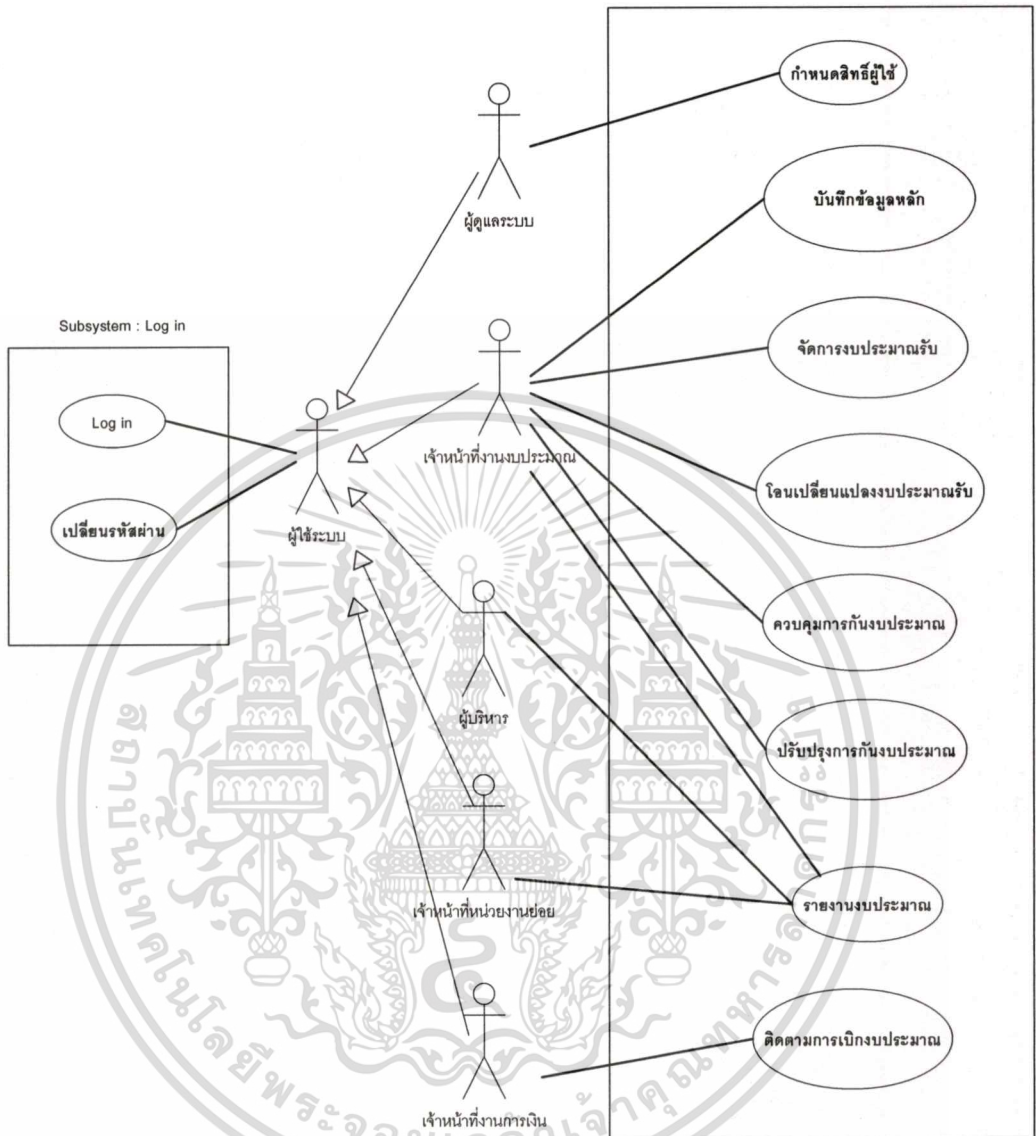 กำหนดสิทธิ์ผู้ใช้
ผู้ดูแลระบบ
บันทึกข้อมูลหลัก
Subsystem : Log in
จัดการงบประมาณรับ
Log in
เจ้าหน้าที่งานงบประมาณ
โอนเปลี่ยนแปลงงบประมาณรับ
เปลี่ยนรหัสผ่าน
ผู้ใช้ระบบ
ควบคุมการกันงบประมาณ
ผู้บริหาร
ปรับปรุงการกันงบประมาณ
เจ้าหน้าที่หน่วยงานย่อย
รายงานงบประมาณ
ติดตามการเบิกงบประมาณ
เจ้าหน้าที่งานการเงิน